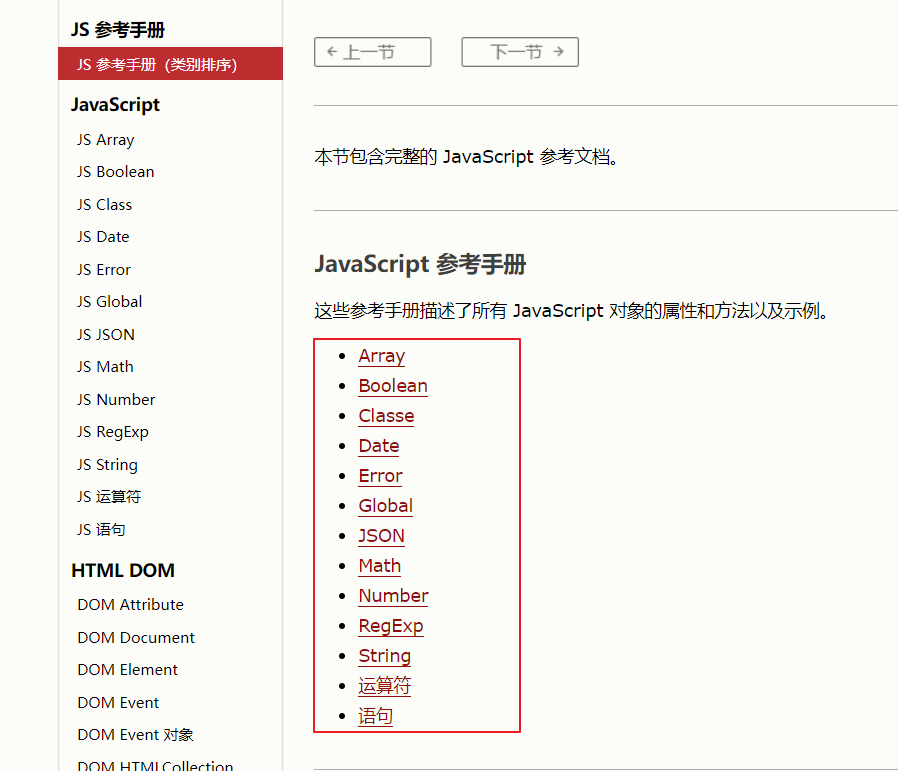 JS 参考手册
JS 参考手册（类别排序）
JavaScript
JS Array
JS Boolean
JS Class
JS Date
JS Error
JS Global
JS JSON
JS Math
JS Number
JS RegExp
JS String
JS 运算符
JS 语句
HTML DOM
DOM Attribute
DOM Document
DOM Element
DOM Event
DOM Event 对象
DOM HTMLCollection
← 上一节
下一节 →
本节包含完整的 JavaScript 参考文档。
JavaScript 参考手册
这些参考手册描述了所有 JavaScript 对象的属性和方法以及示例。
• Array
• Boolean
• Classe
• Date
• Error
• Global
• JSON
• Math
• Number
• RegExp
• String
• 运算符
• 语句